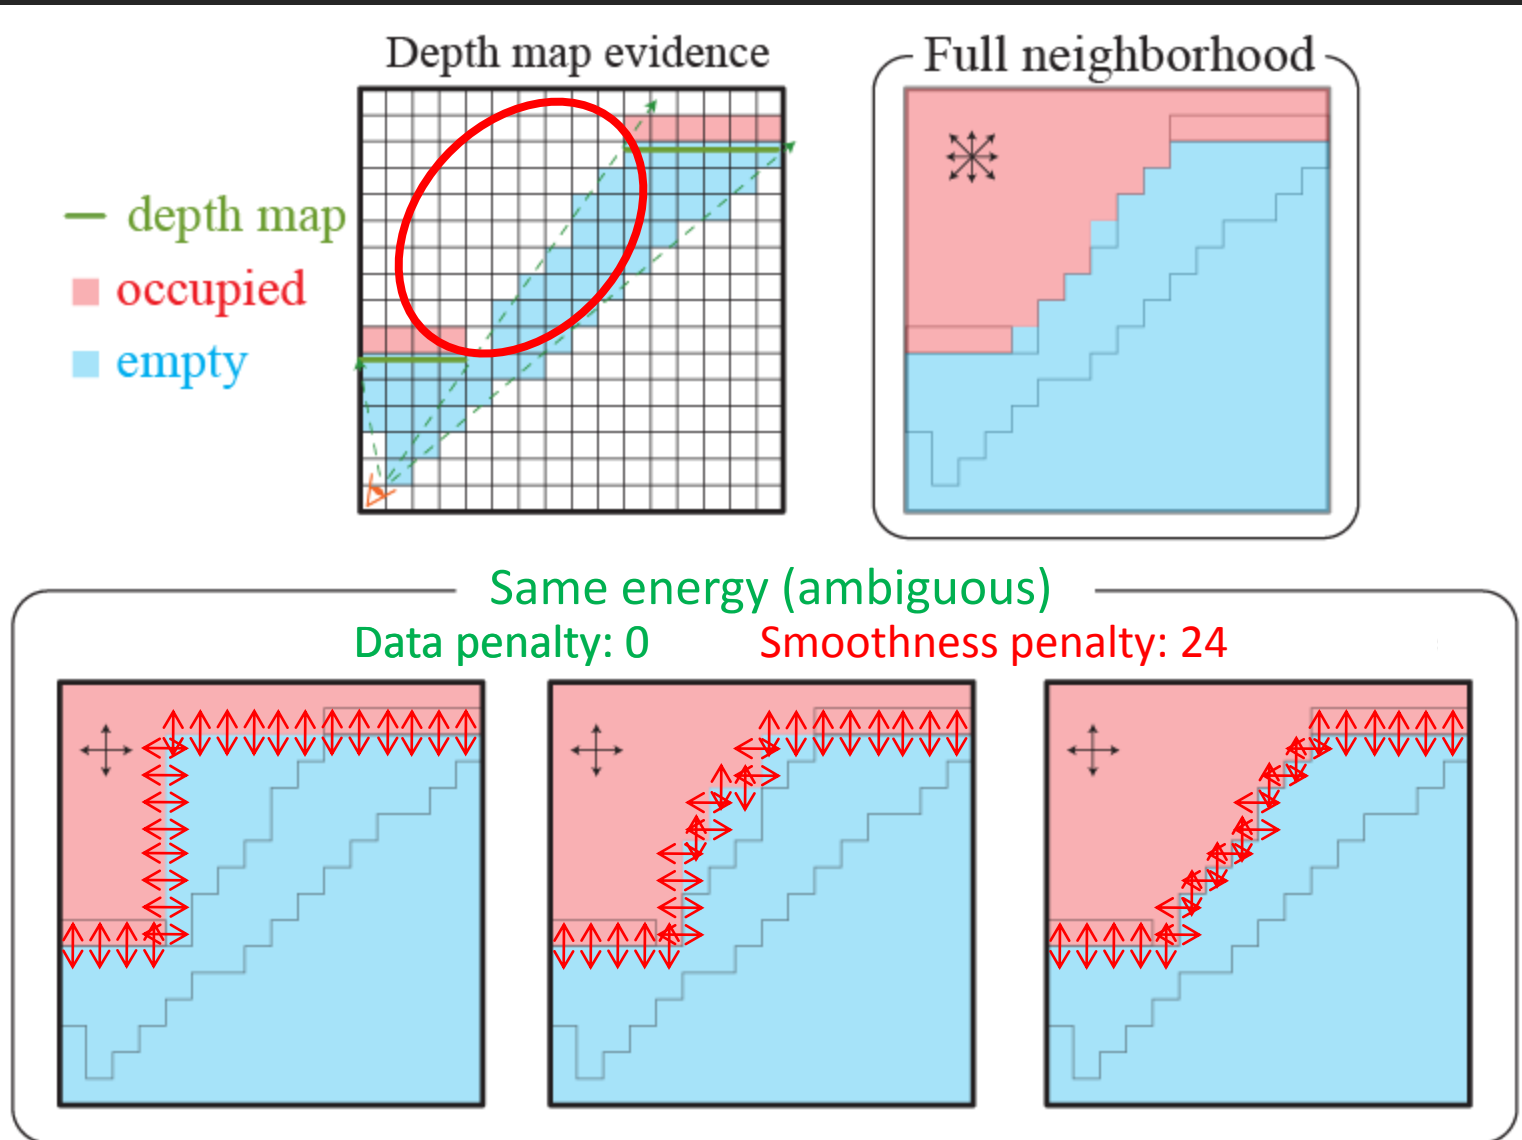 Depth map evidence
Full neighborhood
depth map
occupied
empty
Same energy (ambiguous)
Data penalty: 0
Smoothness penalty: 24